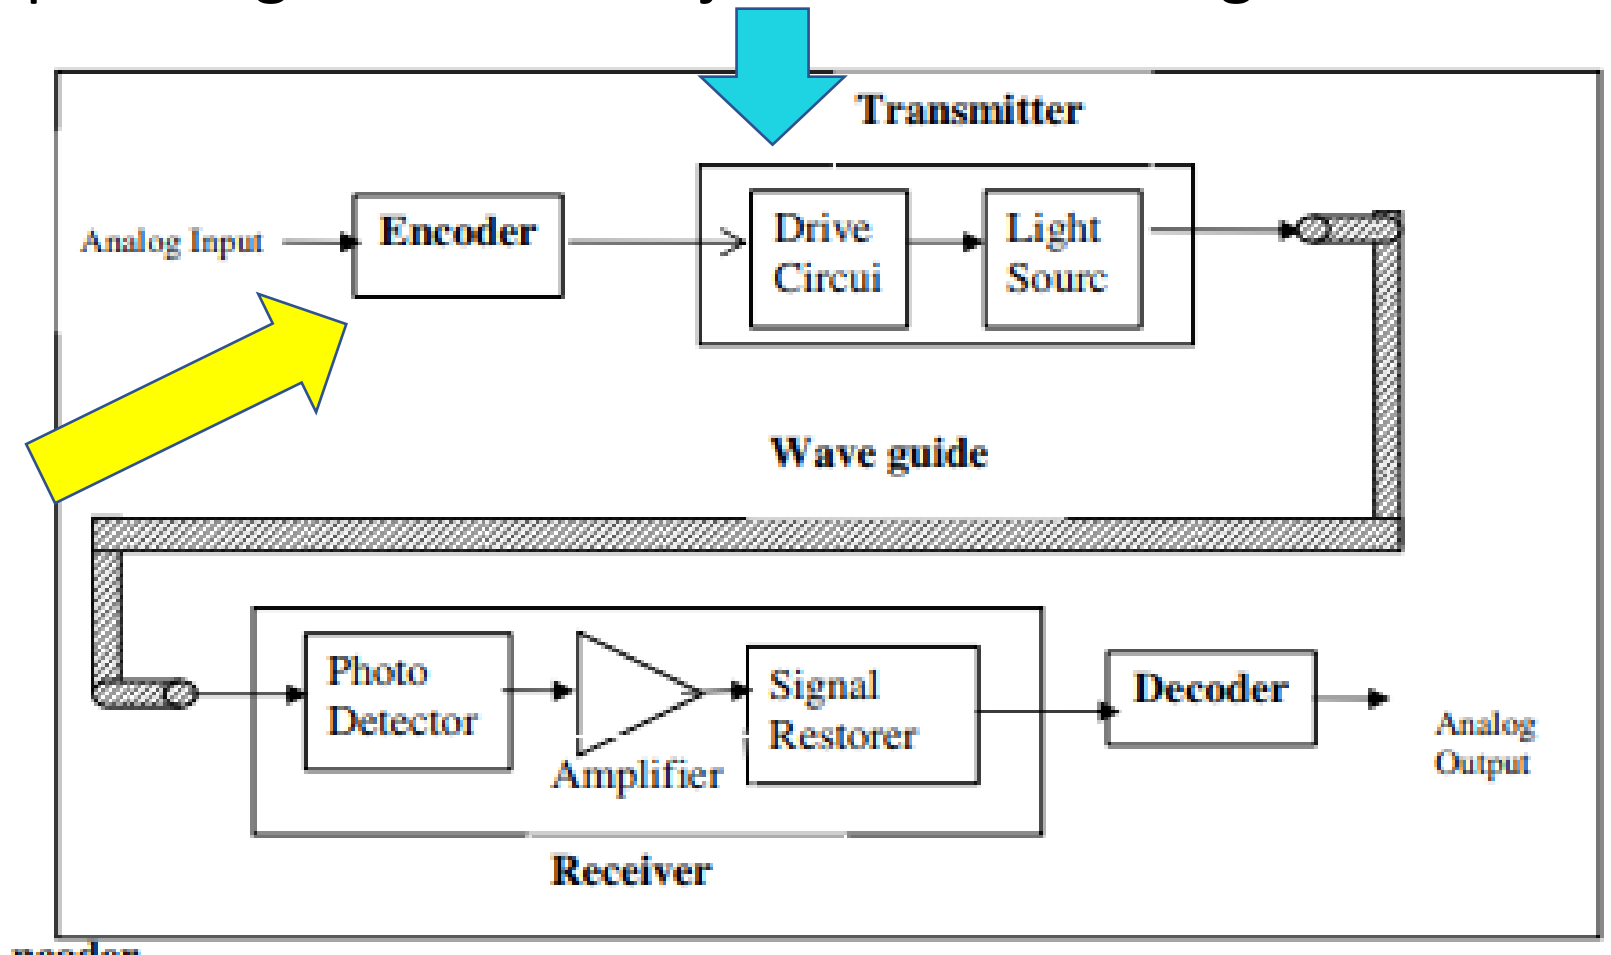 Transmitter
Analog Input
Encoder
Drive
Circui
Light
Sourc
Wave guide
Photo
Detector
Amplifier
Signal
Restorer
Decoder
Analog
Output
Receiver